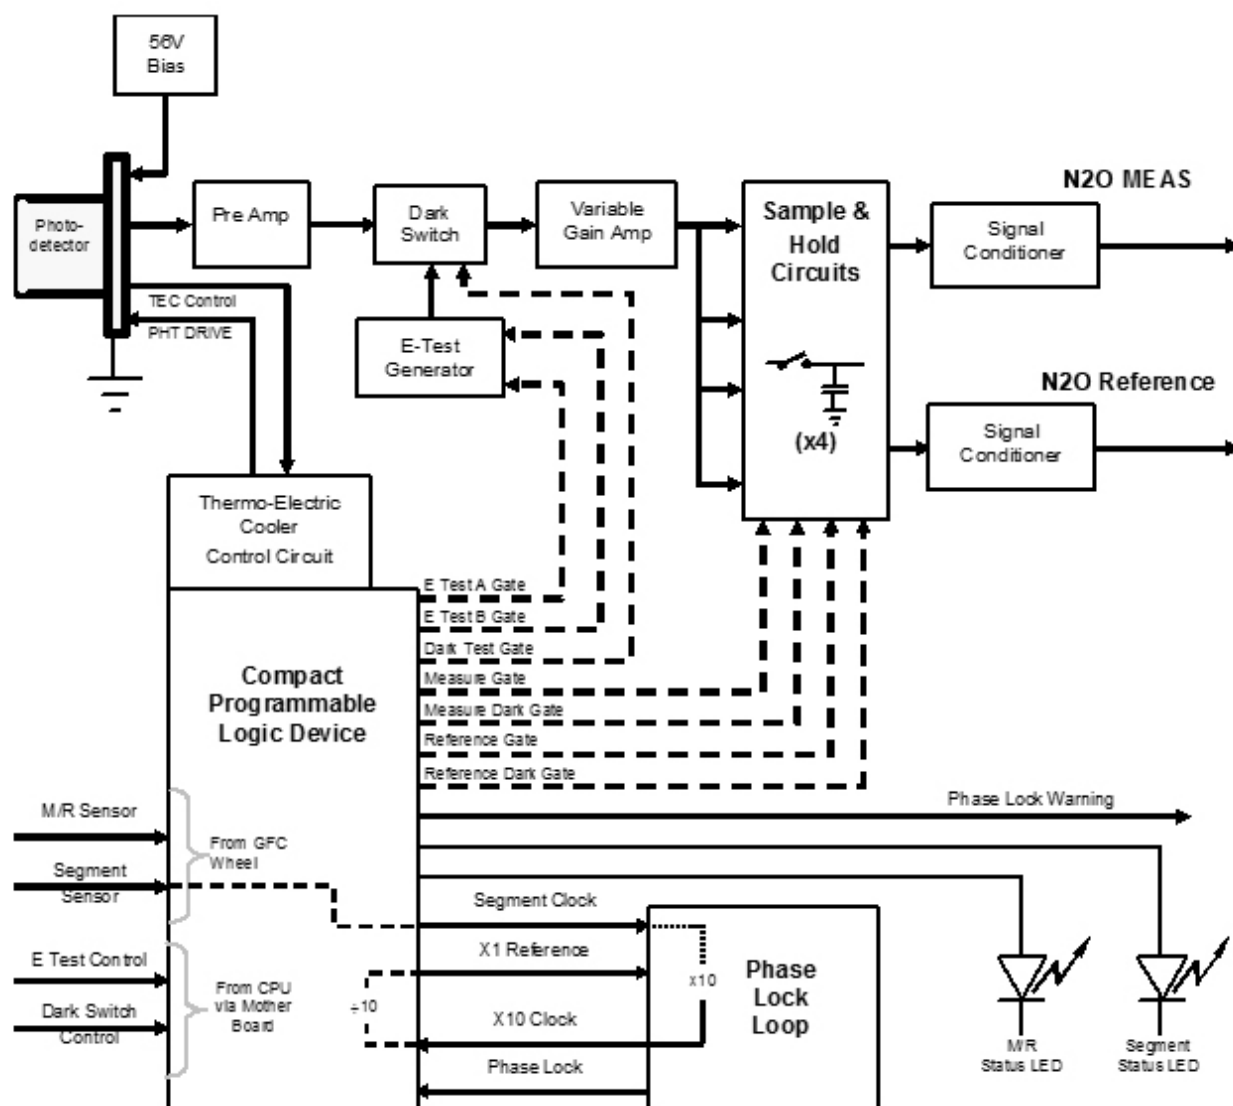 56V
Bias
N2O MEAS
Photo-
detector
Pre Amp
Dark
Switch
Variable
Gain Amp
Sample &
Hold
Circuits
Signal
Conditioner
TEC Control
PHT DRIVE
E-Test
Generator
N2O Reference
(x4)
Signal
Conditioner
Thermo-Electric
Cooler
Control Circuit
E Test A Gate
E Test B Gate
Dark Test Gate
Measure Gate
Measure Dark Gate
Reference Gate
Reference Dark Gate
Compact
Programmable
Logic Device
Phase Lock Warning
M/R Sensor
From GFC
Wheel
Segment
Sensor
Segment Clock
X1 Reference
E Test Control
From CPU
via Mother
Board
÷10
x10
Phase
Lock
Loop
Dark Switch
Control
X10 Clock
Phase Lock
M/R
Status LED
Segment
Status LED